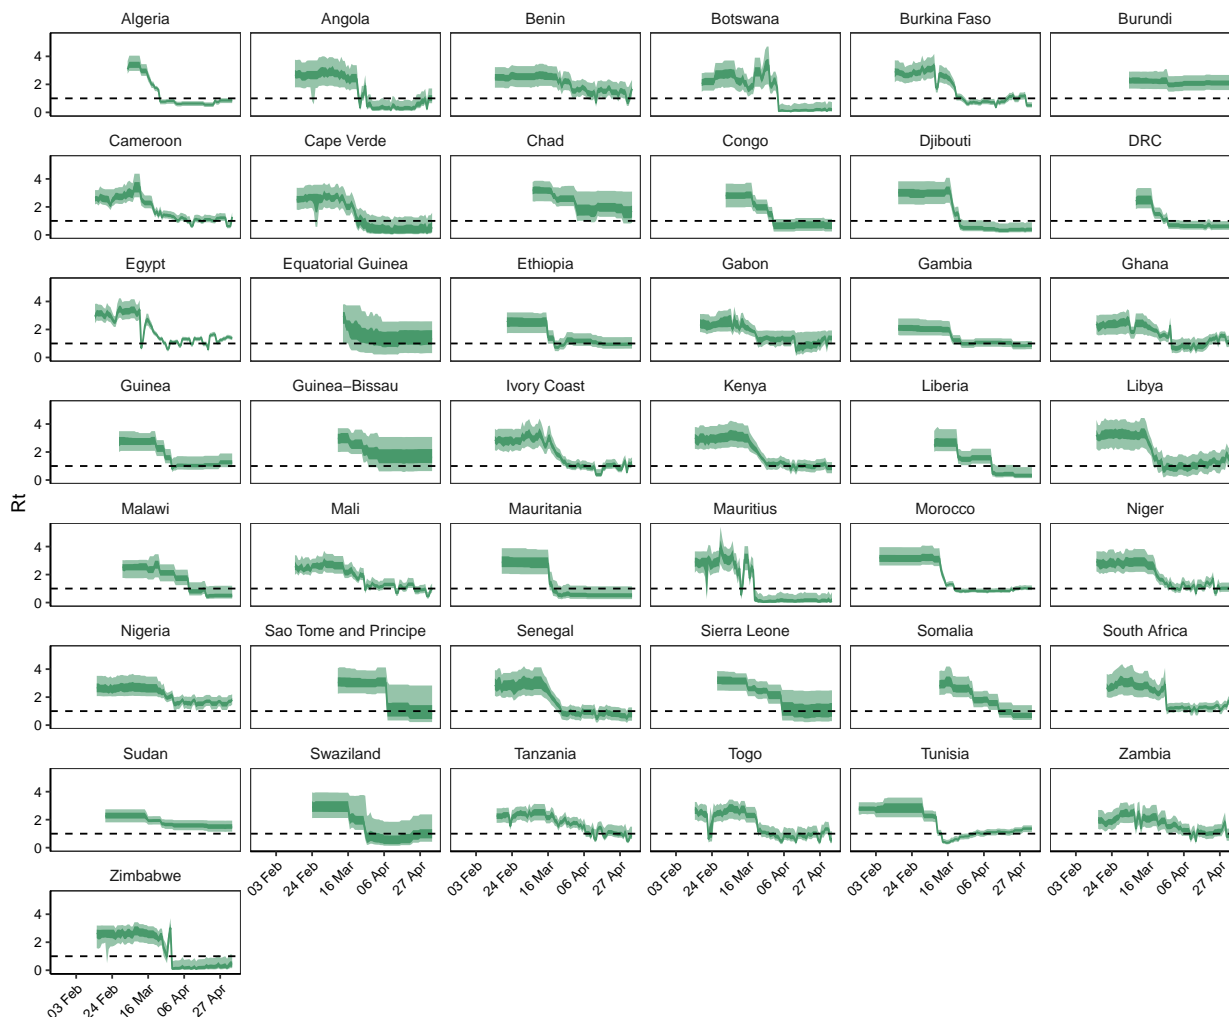 Algeria Angola Benin Botswana Burkina Faso Burundi
4
2
0
Cameroon Cape Verde Chad Congo Djibouti DRC
4
2
0
Egypt Equatorial Guinea Ethiopia Gabon Gambia Ghana
4
2
0
Guinea Guinea−Bissau Ivory Coast Kenya Liberia Libya
4
2
0
Rt
Malawi Mali Mauritania Mauritius Morocco Niger
4
2
0
Nigeria Sao Tome and Principe Senegal Sierra Leone Somalia South Africa
4
2
0
Sudan Swaziland Tanzania Togo Tunisia Zambia
4
2
0
03 Feb 24 Feb 16 Mar 06 Apr 27 Apr 03 Feb 24 Feb 16 Mar 06 Apr 27 Apr 03 Feb 24 Feb 16 Mar 06 Apr 27 Apr 03 Feb 24 Feb 16 Mar 06 Apr 27 Apr 03 Feb 24 Feb 16 Mar 06 Apr 27 Apr
Zimbabwe
4
2
0
03 Feb 24 Feb 16 Mar 06 Apr 27 Apr